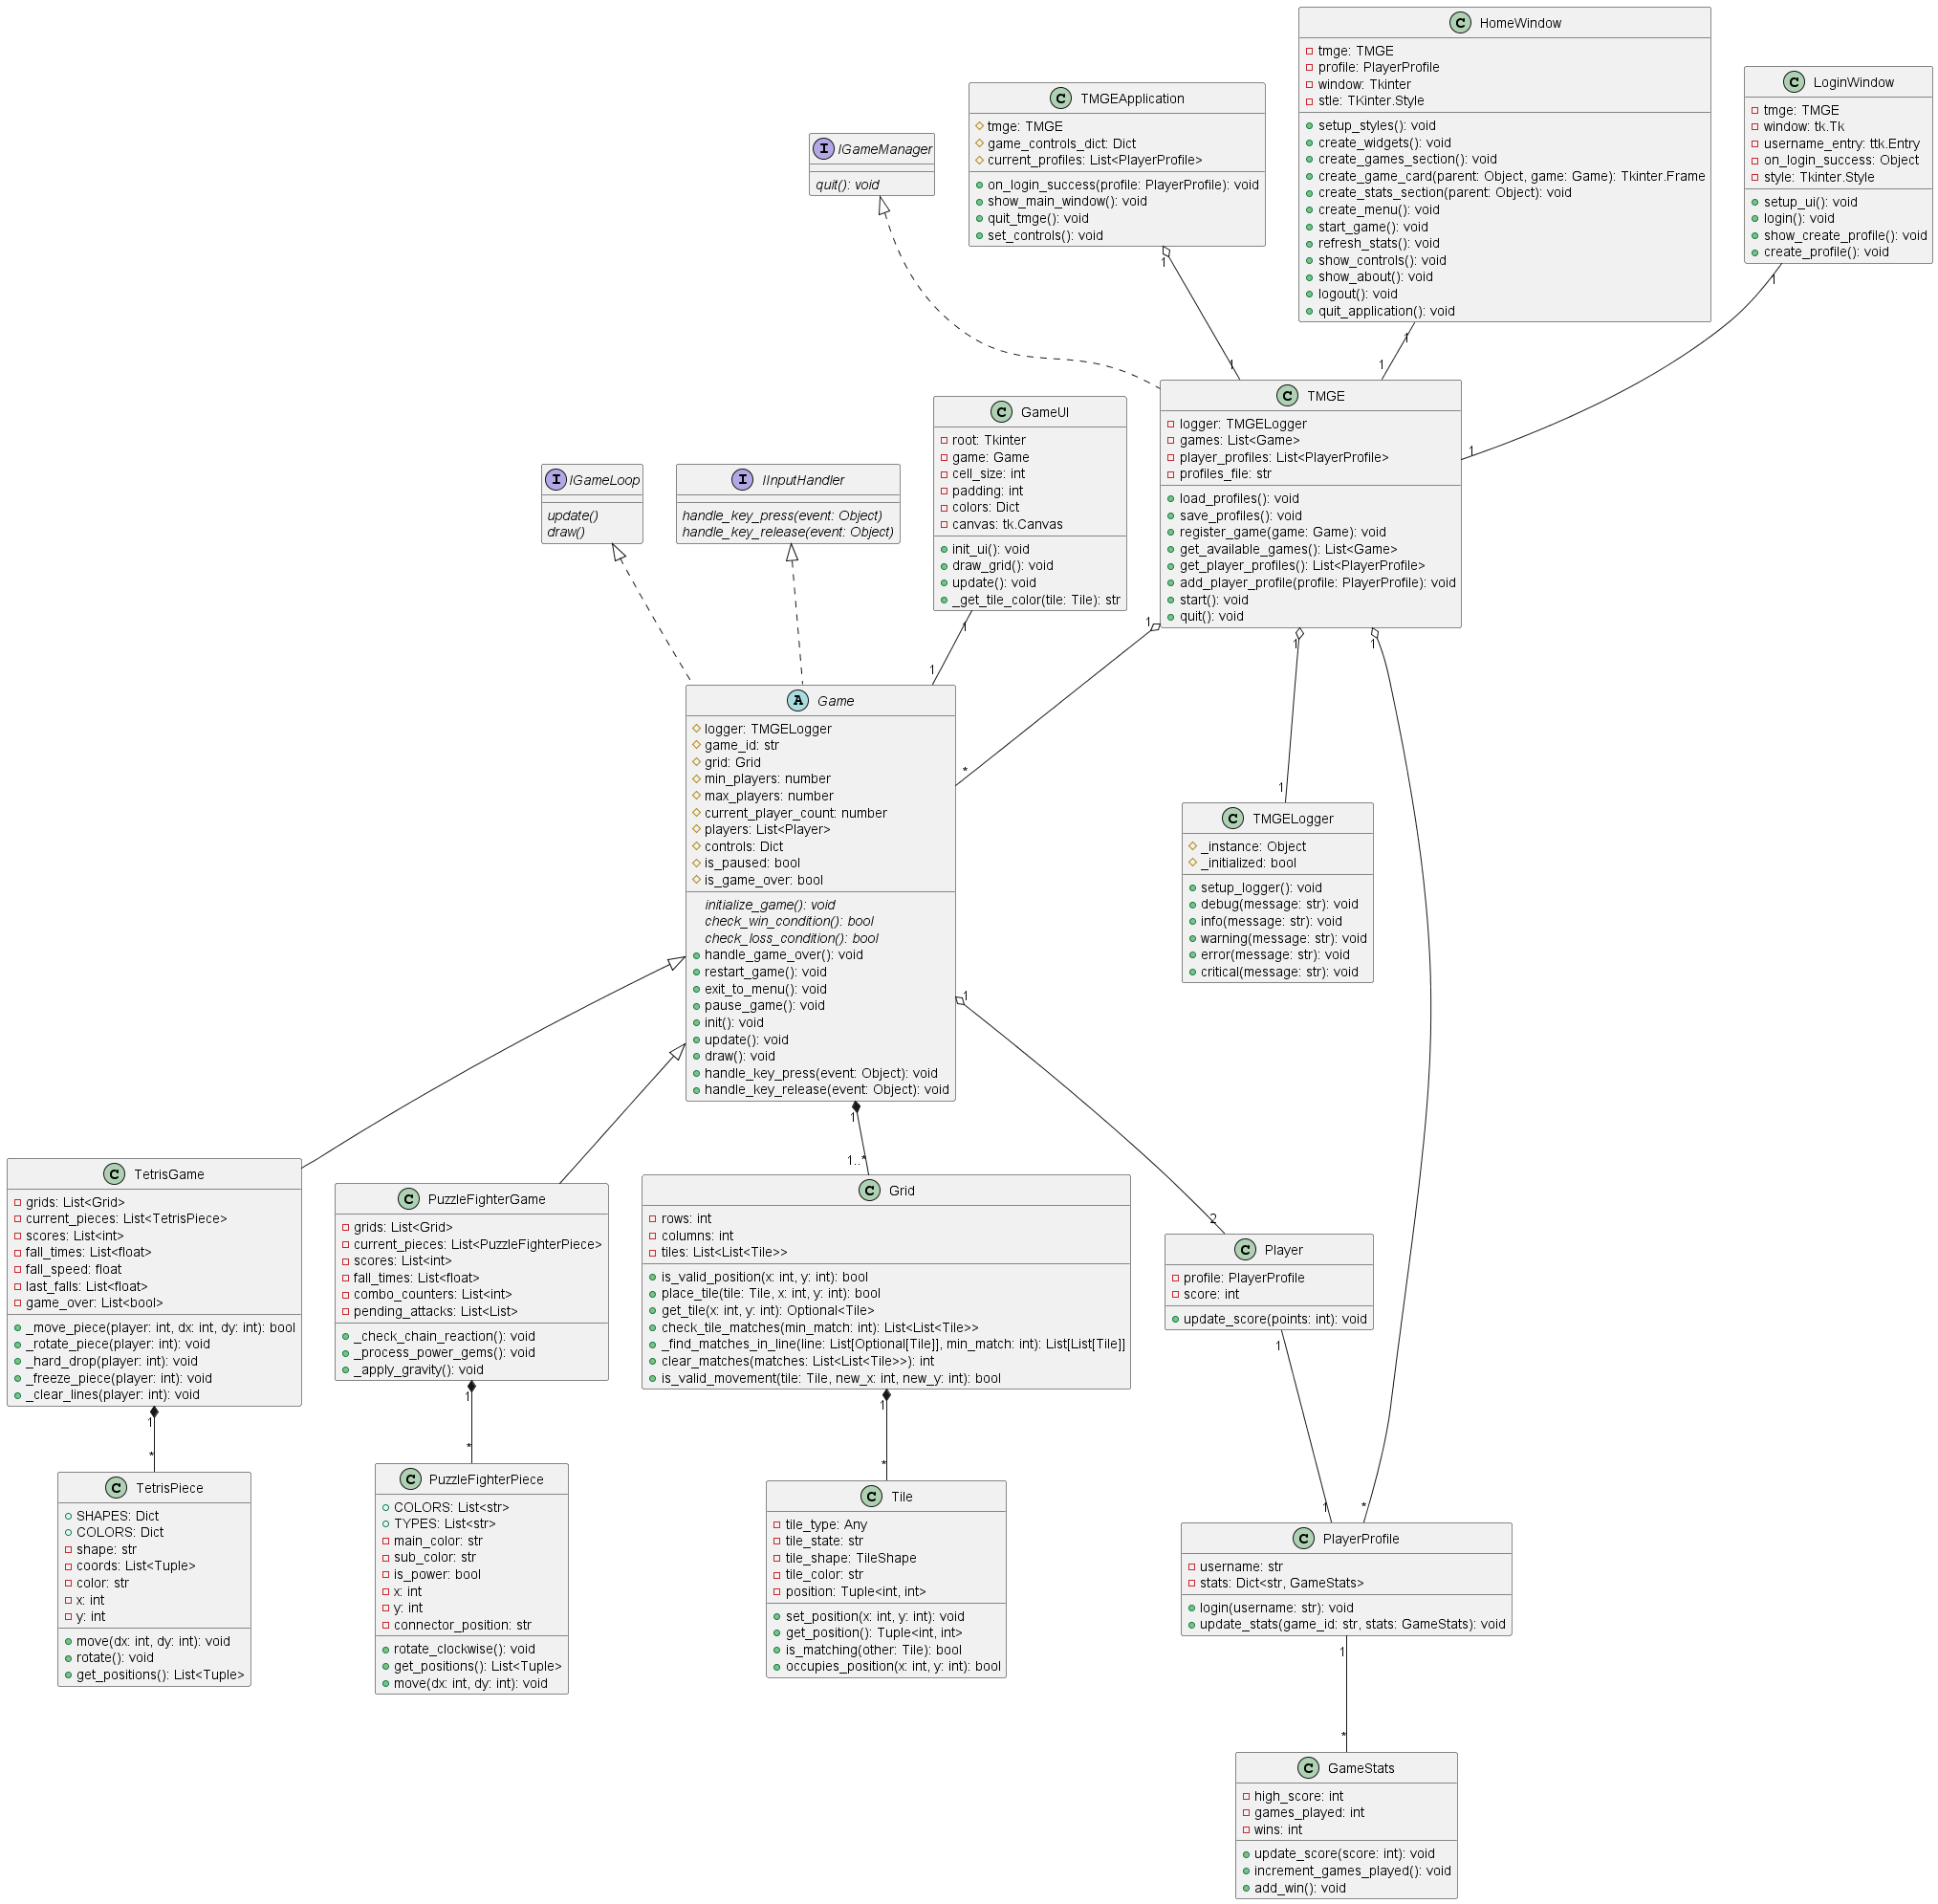 C HomeWindow
tmge: TMGE
profile: PlayerProfile
window: Tkinter
stle: TKinter.Style
setup_styles(): void
create_widgets(): void
create_games_section(): void
create_game_card(parent: Object, game: Game): Tkinter.Frame
create_stats_section(parent: Object): void
create_menu(): void
start_game(): void
refresh_stats(): void
show_controls(): void
show_about(): void
logout(): void
quit_application(): void
C LoginWindow
tmge: TMGE
window: tk.Tk
username_entry: ttk.Entry
on_login_success: Object
style: Tkinter.Style
setup_ui(): void
login(): void
show_create_profile(): void
create_profile(): void
C TMGEApplication
tmge: TMGE
game_controls_dict: Dict
current_profiles: List<PlayerProfile>
on_login_success(profile: PlayerProfile): void
show_main_window(): void
quit_tmge(): void
set_controls(): void
I IGameManager
quit(): void
1
1
1
1
1
1
C TMGE
logger: TMGELogger
games: List<Game>
player_profiles: List<PlayerProfile>
profiles_file: str
load_profiles(): void
save_profiles(): void
register_game(game: Game): void
get_available_games(): List<Game>
get_player_profiles(): List<PlayerProfile>
add_player_profile(profile: PlayerProfile): void
start(): void
quit(): void
C GameUI
root: Tkinter
game: Game
cell_size: int
padding: int
colors: Dict
canvas: tk.Canvas
init_ui(): void
draw_grid(): void
update(): void
_get_tile_color(tile: Tile): str
I IGameLoop
update()
draw()
I IInputHandler
handle_key_press(event: Object)
handle_key_release(event: Object)
1
1
1
1
1
*
1
A Game
logger: TMGELogger
game_id: str
grid: Grid
min_players: number
max_players: number
current_player_count: number
players: List<Player>
controls: Dict
is_paused: bool
is_game_over: bool
initialize_game(): void
check_win_condition(): bool
check_loss_condition(): bool
handle_game_over(): void
restart_game(): void
exit_to_menu(): void
pause_game(): void
init(): void
update(): void
draw(): void
handle_key_press(event: Object): void
handle_key_release(event: Object): void
C TMGELogger
_instance: Object
_initialized: bool
setup_logger(): void
debug(message: str): void
info(message: str): void
warning(message: str): void
error(message: str): void
critical(message: str): void
1
1
1..*
2
C TetrisGame
grids: List<Grid>
current_pieces: List<TetrisPiece>
scores: List<int>
fall_times: List<float>
fall_speed: float
last_falls: List<float>
game_over: List<bool>
_move_piece(player: int, dx: int, dy: int): bool
_rotate_piece(player: int): void
_hard_drop(player: int): void
_freeze_piece(player: int): void
_clear_lines(player: int): void
C PuzzleFighterGame
grids: List<Grid>
current_pieces: List<PuzzleFighterPiece>
scores: List<int>
fall_times: List<float>
combo_counters: List<int>
pending_attacks: List<List>
_check_chain_reaction(): void
_process_power_gems(): void
_apply_gravity(): void
C Grid
rows: int
columns: int
tiles: List<List<Tile>>
is_valid_position(x: int, y: int): bool
place_tile(tile: Tile, x: int, y: int): bool
get_tile(x: int, y: int): Optional<Tile>
check_tile_matches(min_match: int): List<List<Tile>>
_find_matches_in_line(line: List[Optional[Tile]], min_match: int): List[List[Tile]]
clear_matches(matches: List<List<Tile>>): int
is_valid_movement(tile: Tile, new_x: int, new_y: int): bool
C Player
profile: PlayerProfile
score: int
update_score(points: int): void
1
*
1
*
1
*
1
1
*
C TetrisPiece
SHAPES: Dict
COLORS: Dict
shape: str
coords: List<Tuple>
color: str
x: int
y: int
move(dx: int, dy: int): void
rotate(): void
get_positions(): List<Tuple>
C PuzzleFighterPiece
COLORS: List<str>
TYPES: List<str>
main_color: str
sub_color: str
is_power: bool
x: int
y: int
connector_position: str
rotate_clockwise(): void
get_positions(): List<Tuple>
move(dx: int, dy: int): void
C Tile
tile_type: Any
tile_state: str
tile_shape: TileShape
tile_color: str
position: Tuple<int, int>
set_position(x: int, y: int): void
get_position(): Tuple<int, int>
is_matching(other: Tile): bool
occupies_position(x: int, y: int): bool
C PlayerProfile
username: str
stats: Dict<str, GameStats>
login(username: str): void
update_stats(game_id: str, stats: GameStats): void
1
*
C GameStats
high_score: int
games_played: int
wins: int
update_score(score: int): void
increment_games_played(): void
add_win(): void